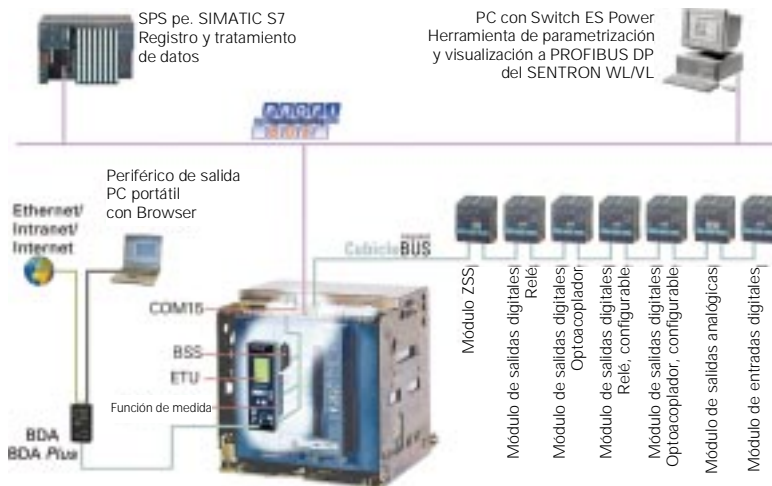 SPS pe. SIMATIC S7
Registro y tratamiento
de datos
PC con Switch ES Power
Herramienta de parametrización
y visualización a PROFIBUS DP
del SENTRON WL/VL
PROFI
BUS
Periférico de salida
PC portátil
con Browser
Ethernet/
Intranet/
Internet
CubicleBUS
COM15
BSS
ETU
Función de medida
BDA
BDA Plus
Módulo ZSS
Módulo de salidas digitales
Relé
Módulo de salidas digitales
Optoacoplador
Módulo de salidas digitales
Relé, configurable
Módulo de salidas digitales
Optoacoplador, configurable
Módulo de salidas analógicas
Módulo de entradas digitales